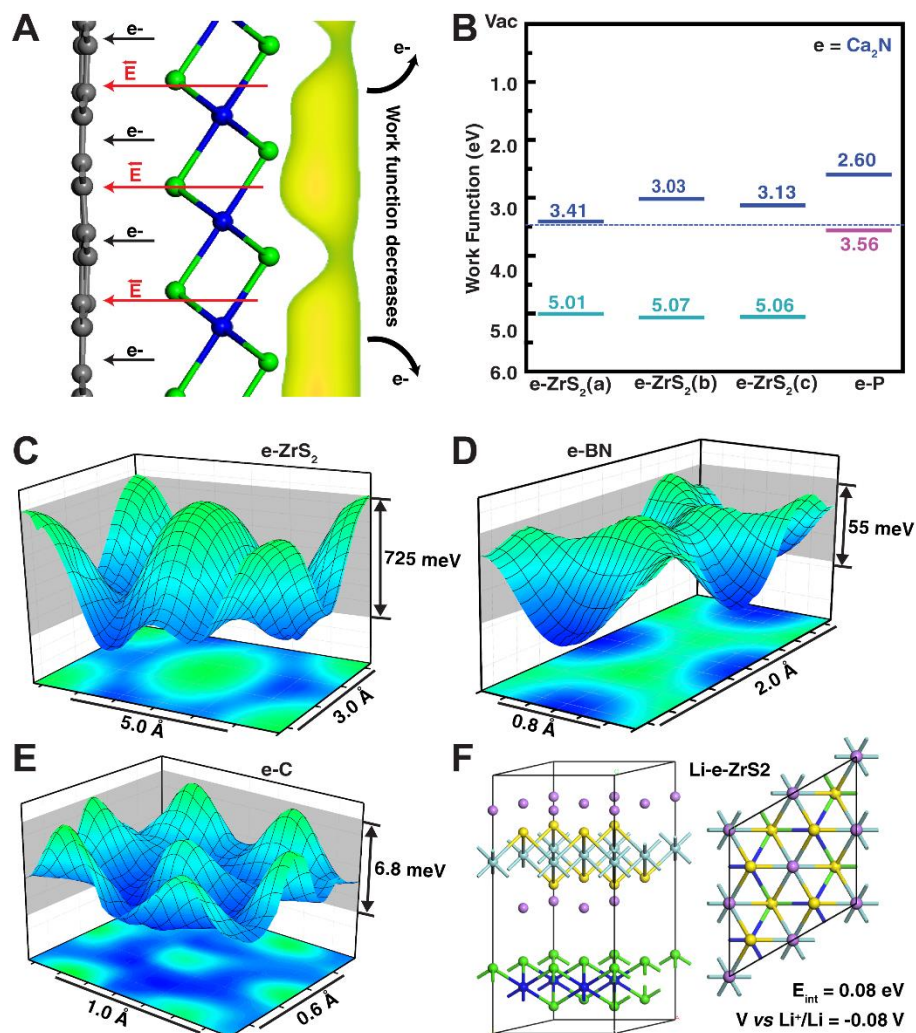 A
e-
E
e-
E
e-
E
e-
e-
Work function decreases
e-
B
Vac
1.0
2.0
3.0
4.0
5.0
6.0
Work Function (eV)
e = Ca₂N
3.41
3.03
3.13
2.60
3.56
5.01
5.07
5.06
e-ZrS₂(a)
e-ZrS₂(b)
e-ZrS₂(c)
e-P
C
e-ZrS₂
725 meV
5.0 Å
3.0 Å
D
e-BN
55 meV
0.8 Å
2.0 Å
E
e-C
6.8 meV
1.0 Å
0.6 Å
F
Li-e-ZrS2
E_int = 0.08 eV
V vs Li⁺/Li = -0.08 V